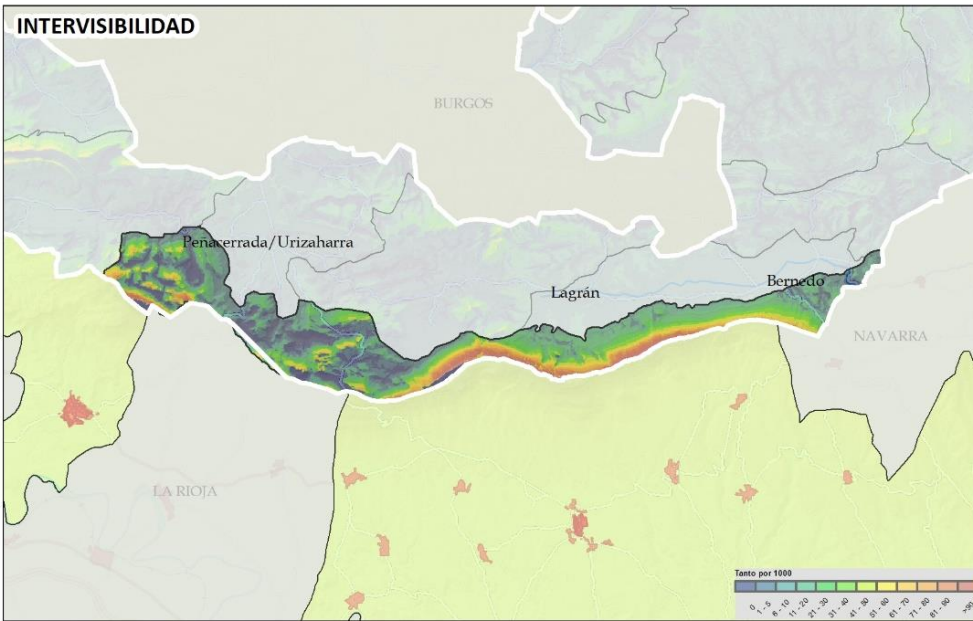 INTERVISIBILIDAD
BURGOS
Peñacerrada/Urizaharra
Lagrán
Bernedo
NAVARRA
LA RIOJA
Tanto por 1000
0
1 - 5
6 - 10
11 - 20
21 - 30
31 - 40
41 - 50
51 - 60
61 - 70
71 - 80
81 - 90
>90